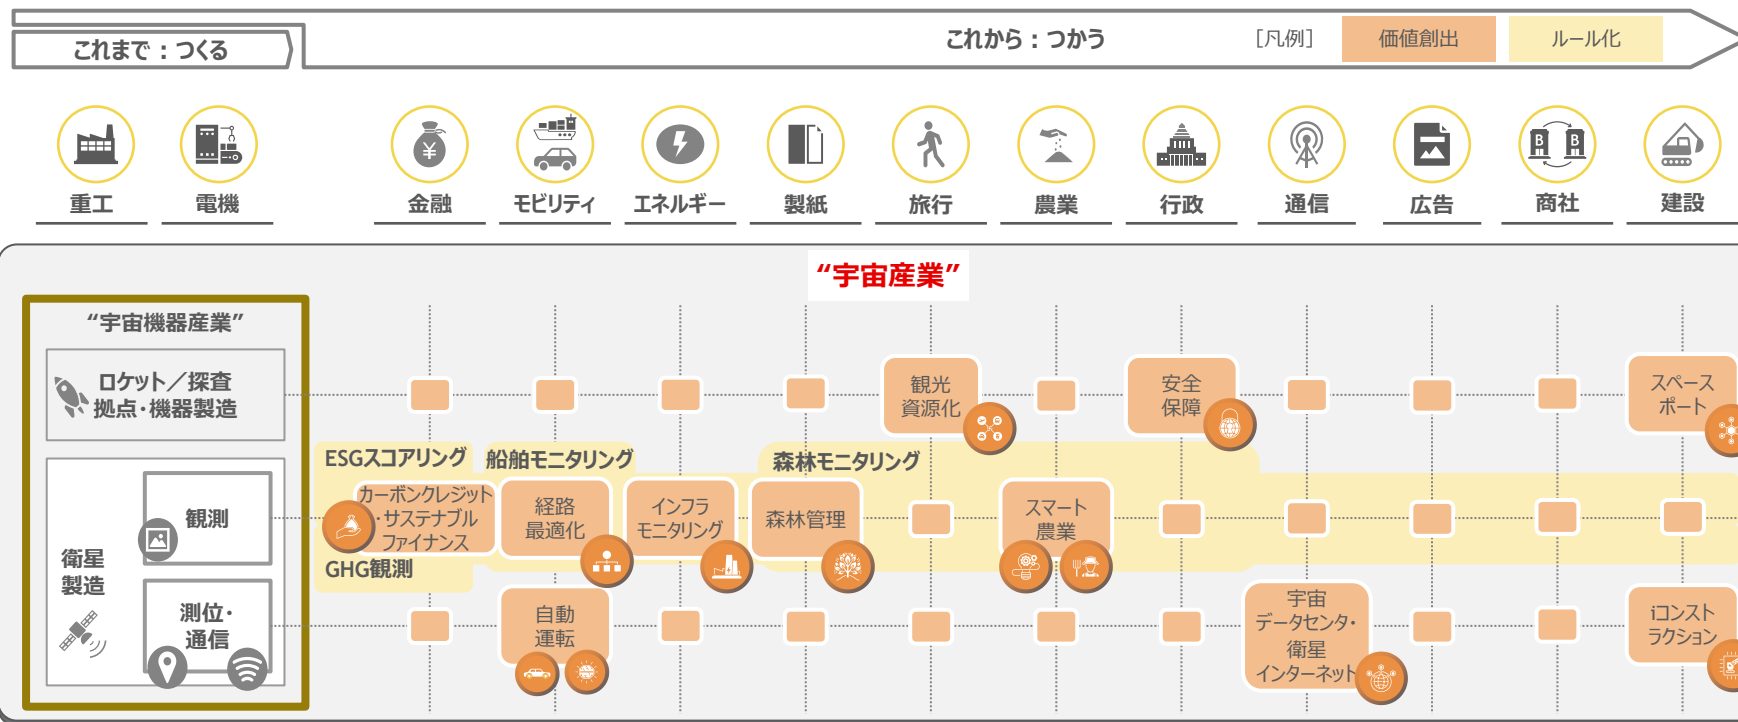 これまで：つくる
これから：つかう
［凡例］
価値創出
ルール化
重工
電機
金融
モビリティ
エネルギー
製紙
旅行
農業
行政
通信
広告
商社
建設
“宇宙産業”
“宇宙機器産業”
ロケット／探査
拠点・機器製造
観光
資源化
安全
保障
スペース
ポート
ESGスコアリング
船舶モニタリング
森林モニタリング
衛星
製造
観測
カーボンクレジット
・サステナブル
ファイナンス
経路
最適化
インフラ
モニタリング
森林管理
スマート
農業
GHG観測
測位・
通信
自動
運転
宇宙
データセンタ・
衛星
インターネット
iコンスト
ラクション
¥
B
B